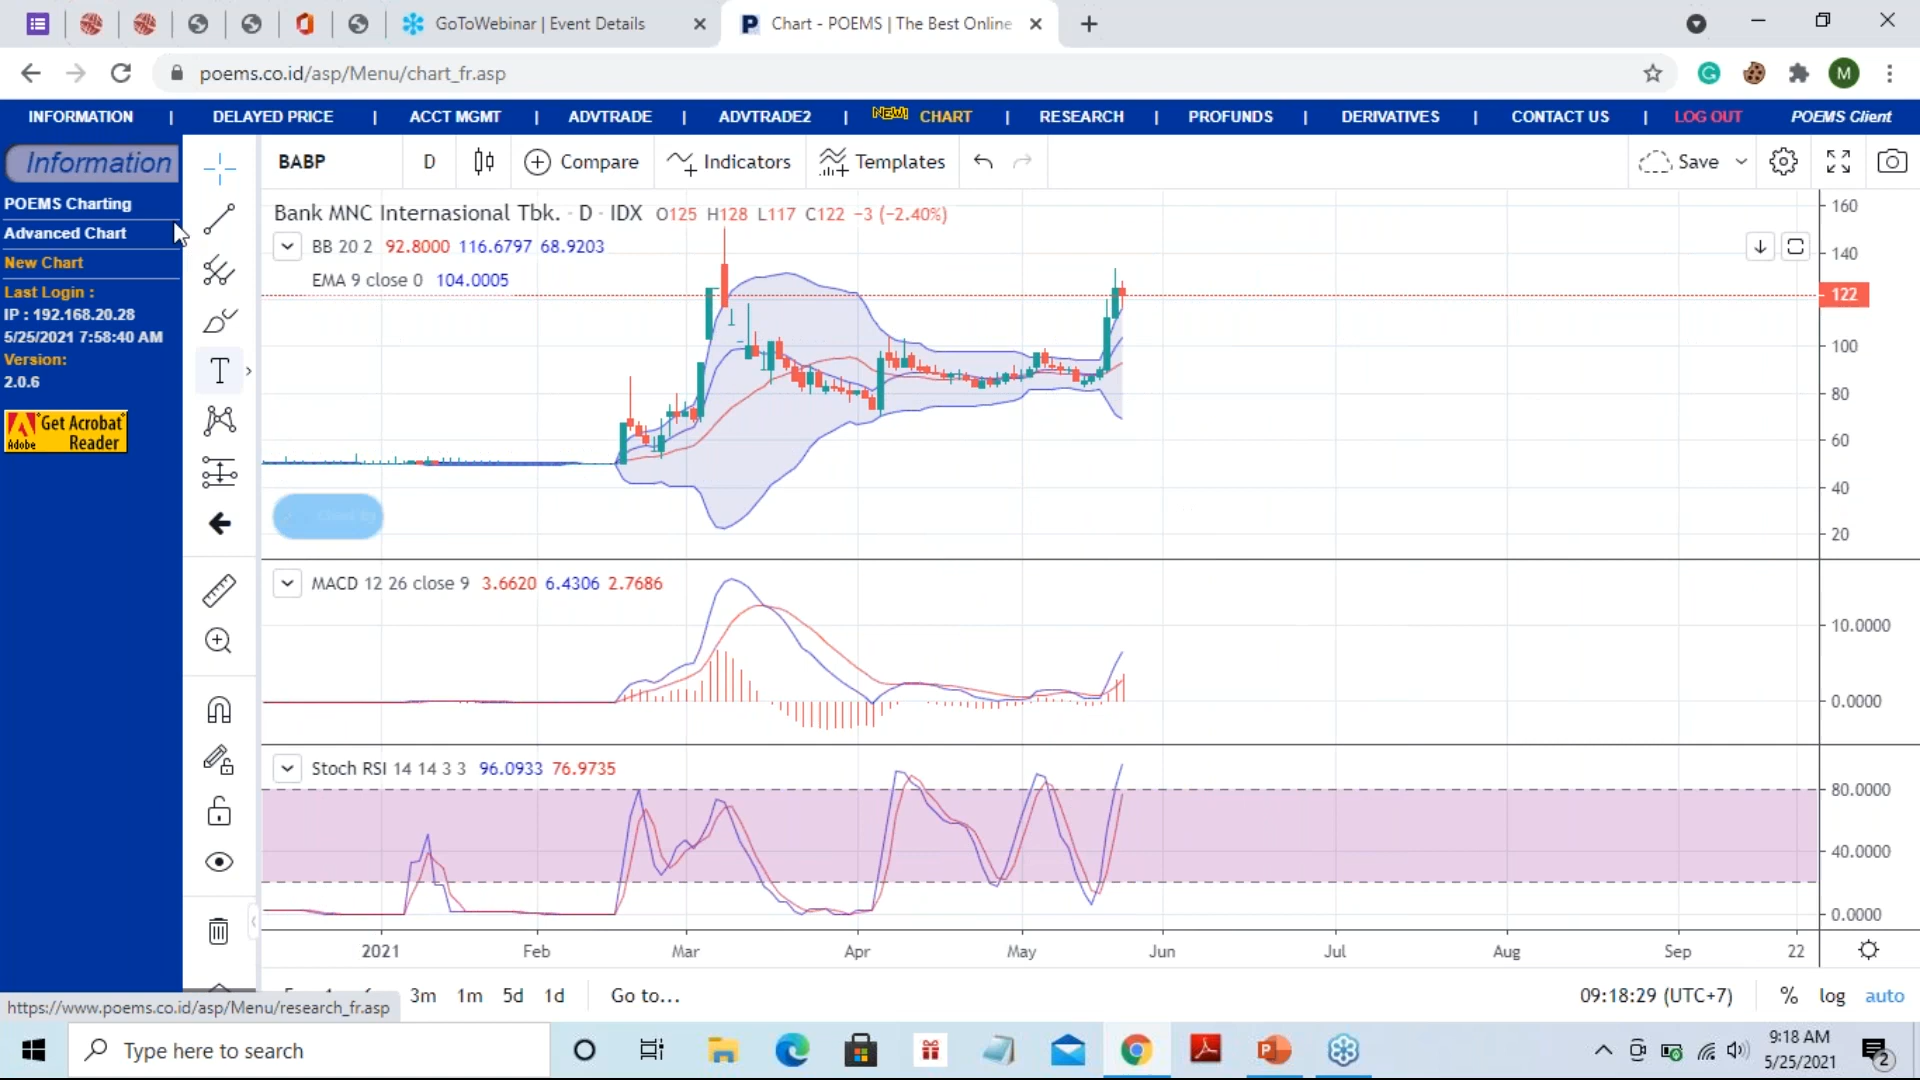 GoToWebinar | Event Details
Chart - POEMS | The Best Online
poems.co.id/asp/Menu/chart_fr.asp
M
INFORMATION | DELAYED PRICE | ACCT MGMT | ADVTRADE | ADVTRADE2 | NEW! CHART | RESEARCH | PROFUNDS | DERIVATIVES | CONTACT US | LOG OUT POEMS Client
Information
POEMS Charting
Advanced Chart
New Chart
Last Login :
IP : 192.168.20.28
5/25/2021 7:58:40 AM
Version:
2.0.6
Get Acrobat
Adobe Reader
BABP D Compare Indicators Templates Save
Bank MNC Internasional Tbk. · D · IDX O125 H128 L117 C122 −3 (−2.40%)
BB 20 2 92.8000 116.6797 68.9203
EMA 9 close 0 104.0005
160
140
122
100
80
60
40
20
MACD 12 26 close 9 3.6620 6.4306 2.7686
10.0000
0.0000
Stoch RSI 14 14 3 3 96.0933 76.9735
80.0000
40.0000
0.0000
2021 Feb Mar Apr May Jun Jul Aug Sep 22
3m 1m 5d 1d Go to... 09:18:29 (UTC+7) % log auto
https://www.poems.co.id/asp/Menu/research_fr.asp
Type here to search
9:18 AM
5/25/2021
2